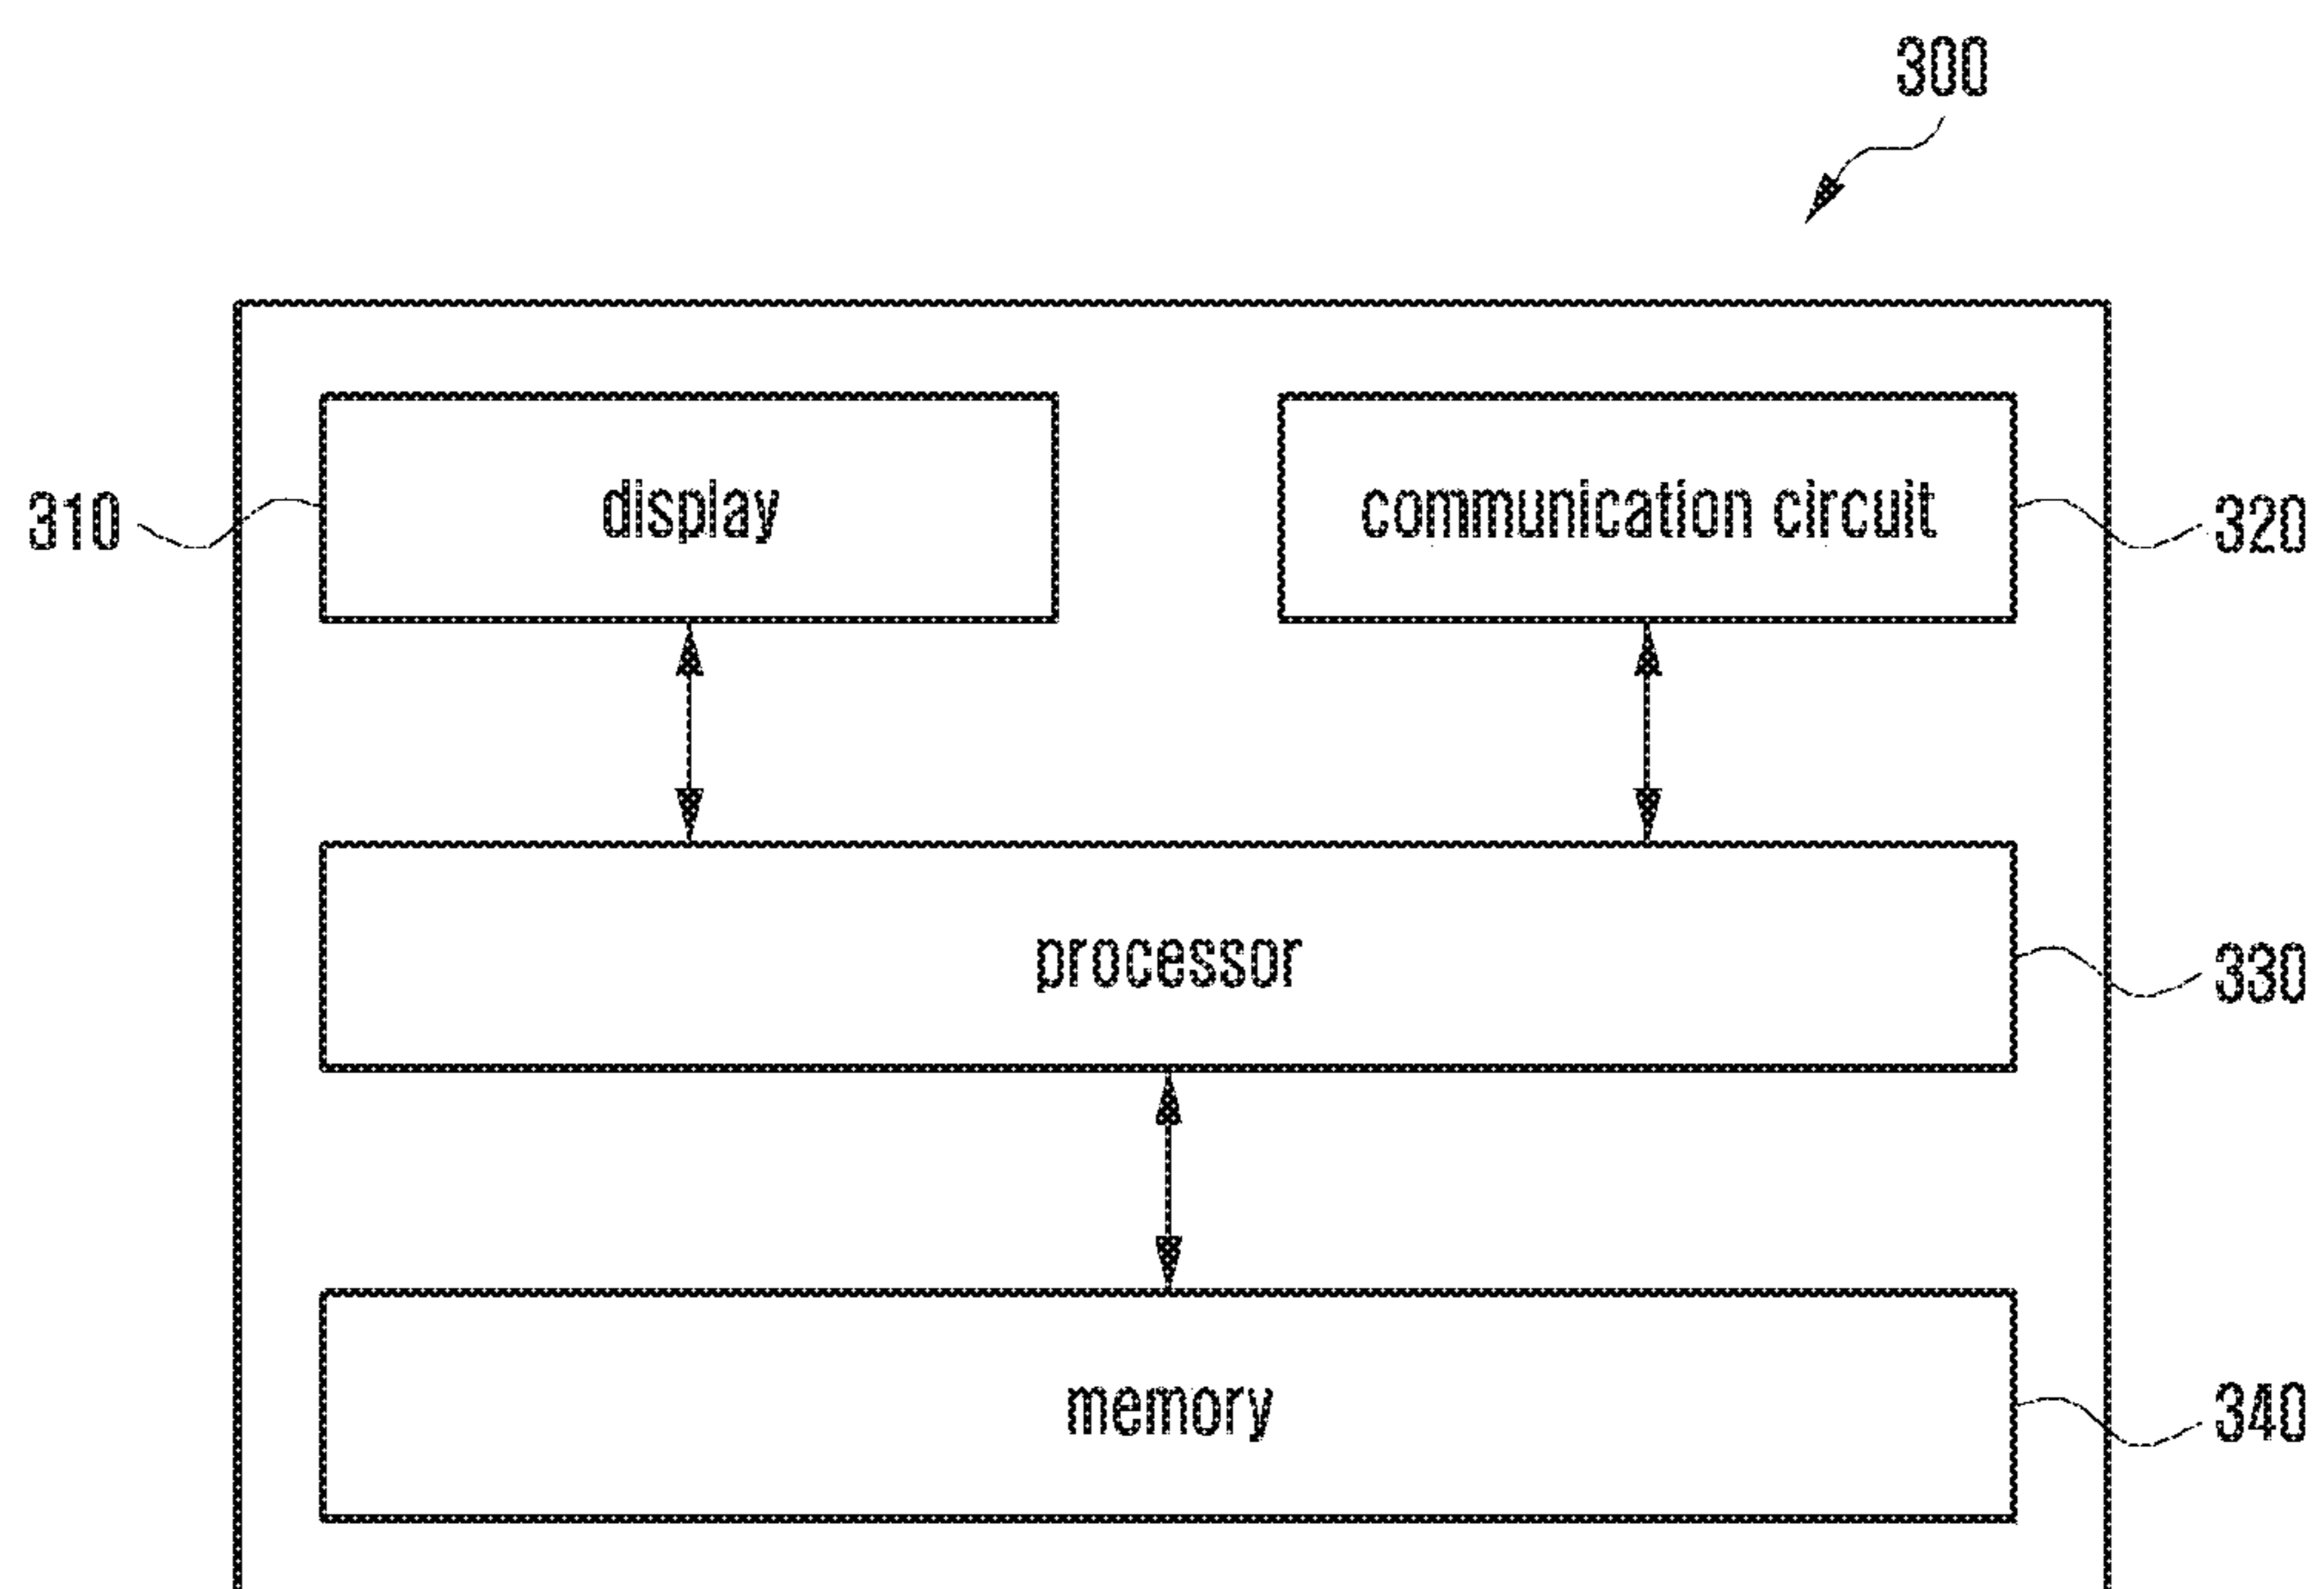 300
310 display communication circuit 320
processor 330
memory 340